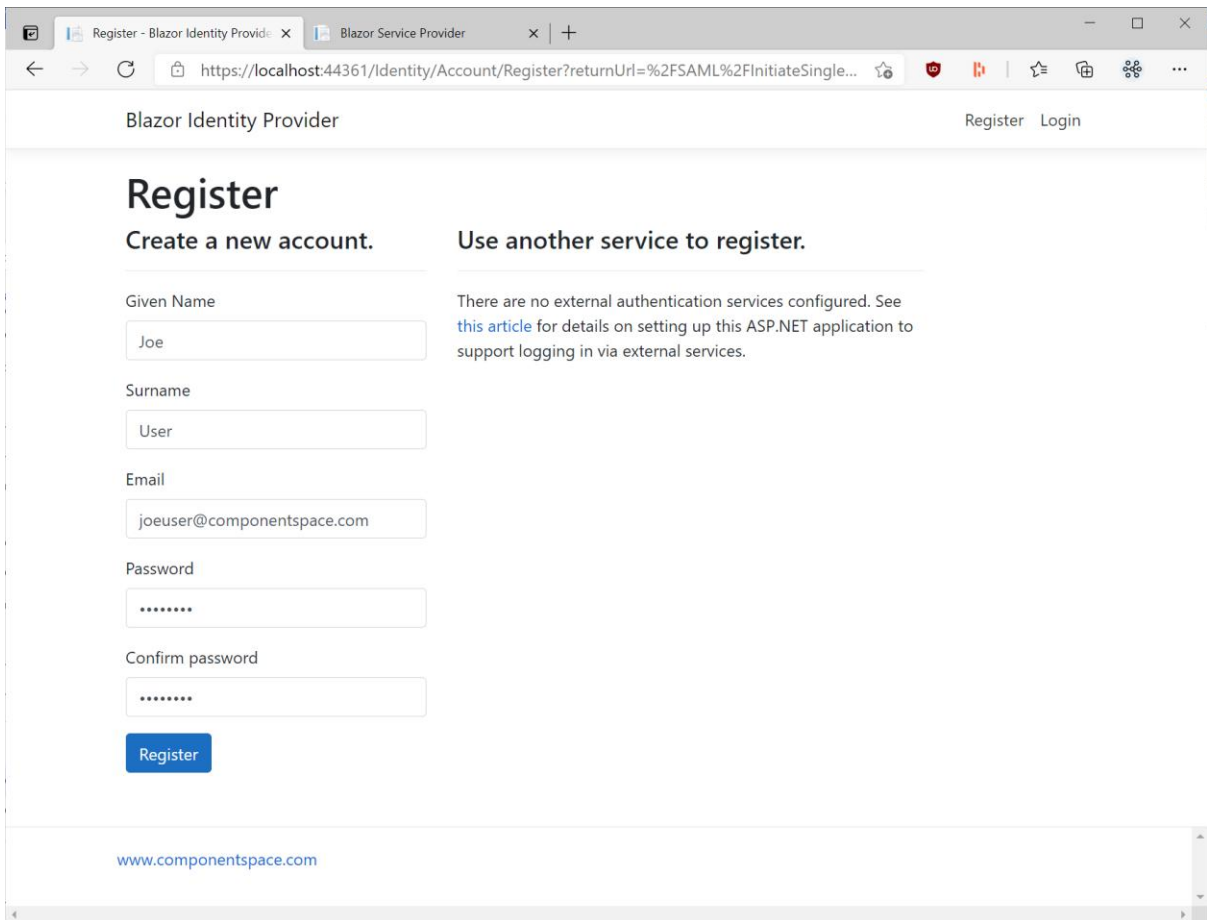 Register - Blazor Identity Provide
Blazor Service Provider
https://localhost:44361/Identity/Account/Register?returnUrl=%2FSAML%2FInitiateSingle...
Blazor Identity Provider
Register Login
Register
Create a new account.
Use another service to register.
Given Name
Joe
Surname
User
Email
joeuser@componentspace.com
Password
••••••••
Confirm password
••••••••
Register
There are no external authentication services configured. See
this article for details on setting up this ASP.NET application to
support logging in via external services.
www.componentspace.com